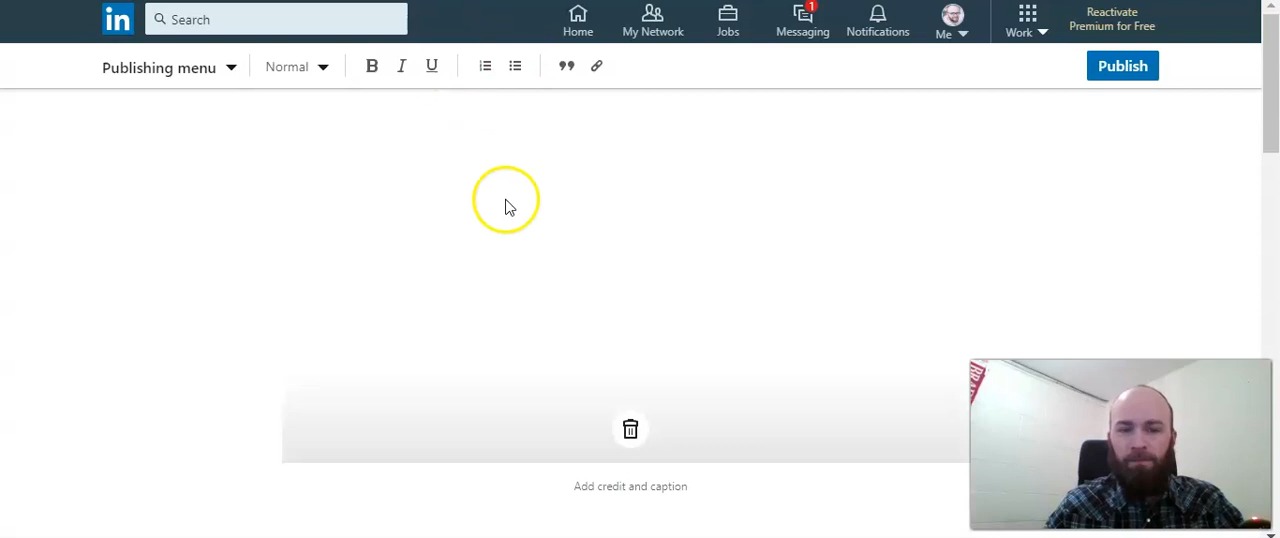 in Search Home My Network Jobs 1 Messaging Notifications Me Work Reactivate
Premium for Free
Publishing menu Normal B I U Publish
Add credit and caption